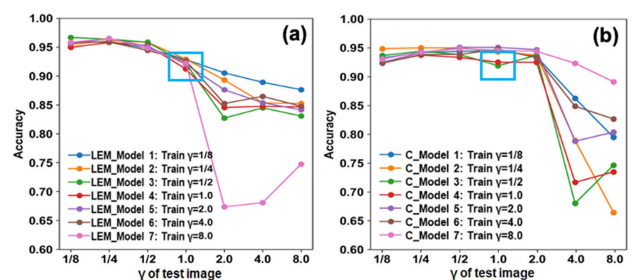 (a)
Accuracy
1.00
0.95
0.90
0.85
0.80
0.75
0.70
0.65
0.60
LEM_Model 1: Train γ=1/8
LEM_Model 2: Train γ=1/4
LEM_Model 3: Train γ=1/2
LEM_Model 4: Train γ=1.0
LEM_Model 5: Train γ=2.0
LEM_Model 6: Train γ=4.0
LEM_Model 7: Train γ=8.0
1/8 1/4 1/2 1.0 2.0 4.0 8.0
γ of test image
(b)
Accuracy
1.00
0.95
0.90
0.85
0.80
0.75
0.70
0.65
0.60
C_Model 1: Train γ=1/8
C_Model 2: Train γ=1/4
C_Model 3: Train γ=1/2
C_Model 4: Train γ=1.0
C_Model 5: Train γ=2.0
C_Model 6: Train γ=4.0
C_Model 7: Train γ=8.0
1/8 1/4 1/2 1.0 2.0 4.0 8.0
γ of test image